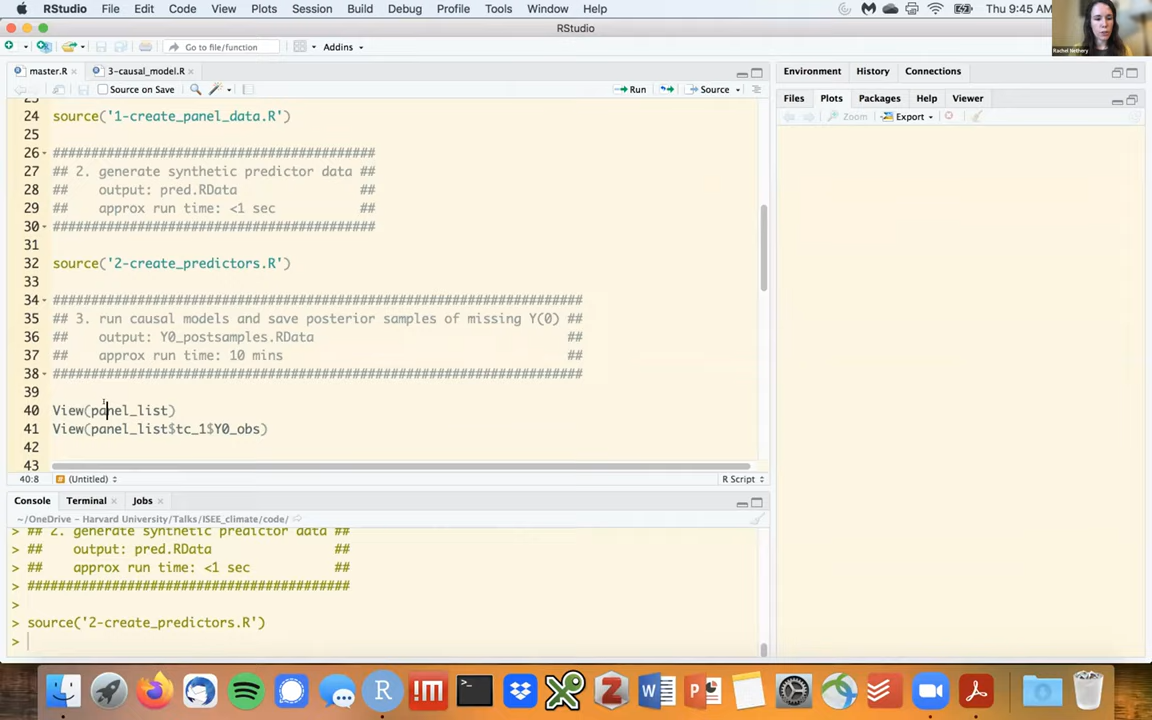 RStudio File Edit Code View Plots Session Build Debug Profile Tools Window Help Thu 9:45 AM
RStudio
Rachel Nethery
Go to file/function Addins
master.R 3-causal_model.R
Environment History Connections
Source on Save Run Source
Files Plots Packages Help Viewer
Zoom Export
23
24 source('1-create_panel_data.R')
25
26 ##########################################
27 ## 2. generate synthetic predictor data ##
28 ## output: pred.RData ##
29 ## approx run time: <1 sec ##
30 ##########################################
31
32 source('2-create_predictors.R')
33
34 #####################################################################
35 ## 3. run causal models and save posterior samples of missing Y(0) ##
36 ## output: Y0_postsamples.RData ##
37 ## approx run time: 10 mins ##
38 #####################################################################
39
40 View(panel_list)
41 View(panel_list$tc_1$Y0_obs)
42
43
40:8 (Untitled) R Script
Console Terminal Jobs
~/OneDrive - Harvard University/Talks/ISEE_climate/code/
> ## 2. generate synthetic predictor data ##
> ## output: pred.RData ##
> ## approx run time: <1 sec ##
> ##########################################
>
> source('2-create_predictors.R')
>